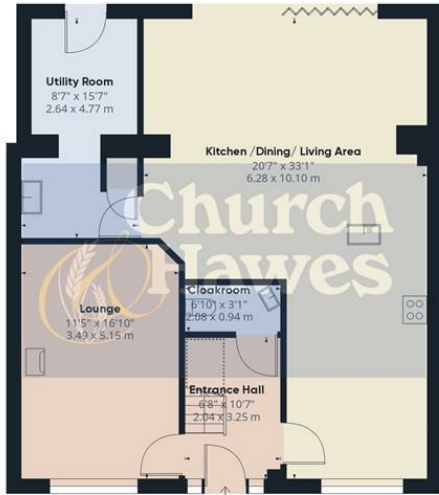 Utility Room
8'7" x 15'7"
2.64 x 4.77 m
Kitchen /Dining/ Living Area
20'7" x 33'1"
6.28 x 10.10 m
Church
& Hawes
Lounge
11'5" x 16'10"
3.49 x 5.15 m
Cloakroom
6'10" x 3'1"
2.08 x 0.94 m
Entrance Hall
6'8" x 10'7"
2.04 x 3.25 m